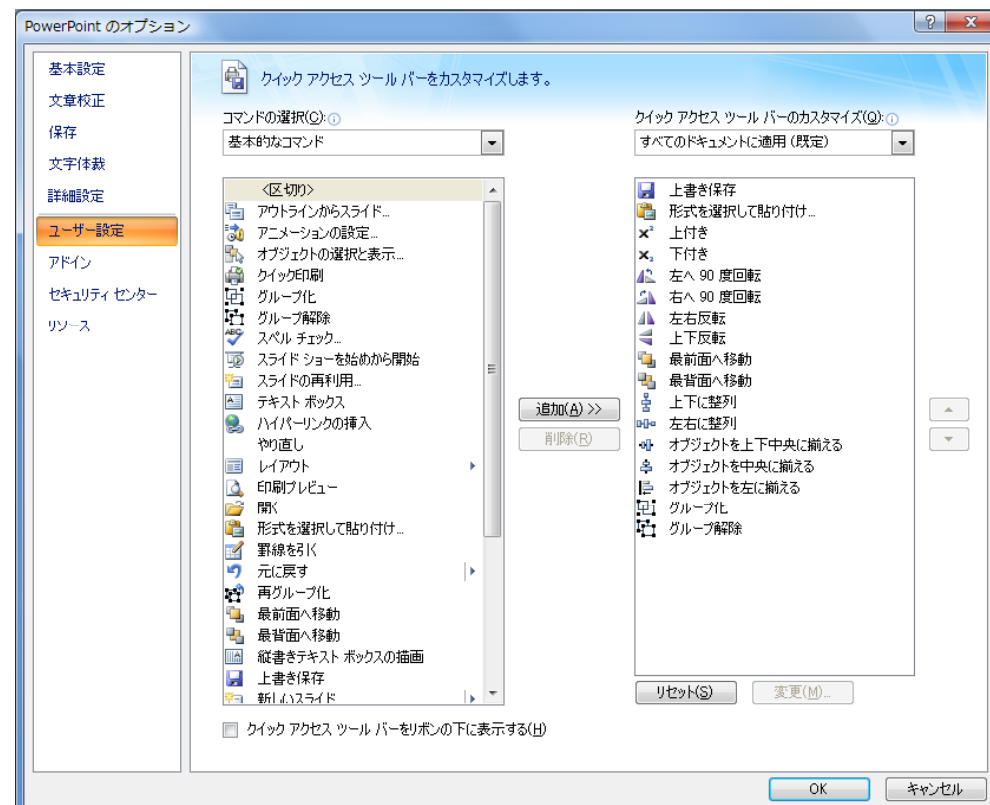 PowerPoint のオプション
基本設定
文章校正
保存
文字体裁
詳細設定
ユーザー設定
アドイン
セキュリティ センター
リソース
クイック アクセス ツール バーをカスタマイズします。
コマンドの選択(C):
基本的なコマンド
<区切り>
アウトラインからスライド...
アニメーションの設定...
オブジェクトの選択と表示...
クイック印刷
グループ化
グループ解除
スペル チェック...
スライド ショーを始めから開始
スライドの再利用...
テキスト ボックス
ハイパーリンクの挿入
やり直し
レイアウト
印刷プレビュー
開く
形式を選択して貼り付け...
罫線を引く
元に戻す
再グループ化
最前面へ移動
最背面へ移動
縦書きテキスト ボックスの描画
上書き保存
新しいスライド
追加(A) >>
削除(R)
クイック アクセス ツール バーのカスタマイズ(Q):
すべてのドキュメントに適用 (既定)
上書き保存
形式を選択して貼り付け...
上付き
下付き
左へ 90 度回転
右へ 90 度回転
左右反転
上下反転
最前面へ移動
最背面へ移動
上下に整列
左右に整列
オブジェクトを上下中央に揃える
オブジェクトを中央に揃える
オブジェクトを左に揃える
グループ化
グループ解除
リセット(S)
変更(M)...
クイック アクセス ツール バーをリボンの下に表示する(H)
OK
キャンセル